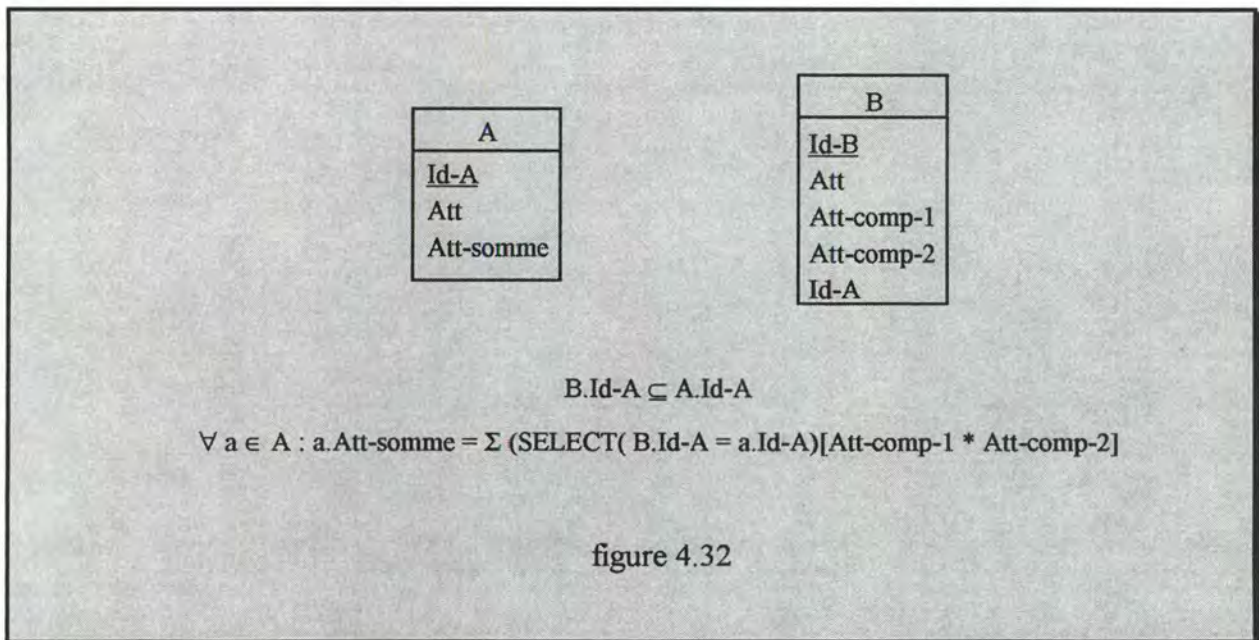 A
Id-A
Att
Att-somme
B
Id-B
Att
Att-comp-1
Att-comp-2
Id-A
B.Id-A ⊆ A.Id-A
∀ a ∈ A : a.Att-somme = Σ (SELECT( B.Id-A = a.Id-A)[Att-comp-1 * Att-comp-2]
figure 4.32